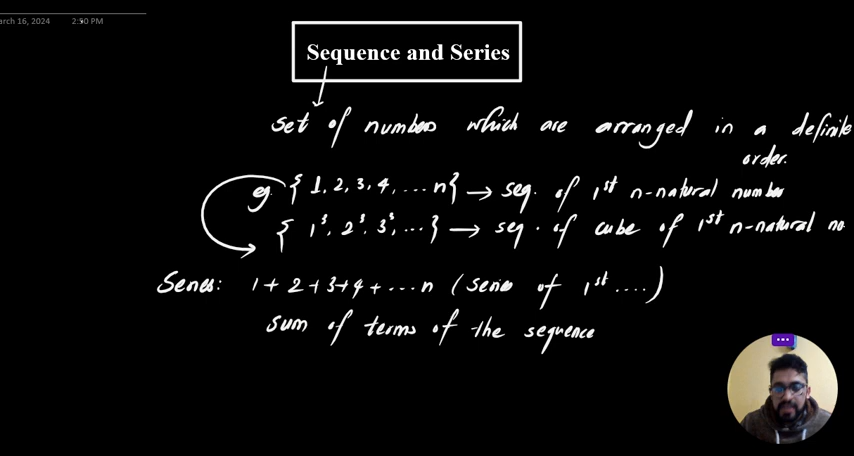 arch 16, 2024 2:50 PM
Sequence and Series
set of numbers which are arranged in a definite
order.
eg. { 1, 2, 3, 4, .... n} → seq. of 1st n-natural number
{ 1³, 2³, 3³, ...} → seq. of cube of 1st n-natural no
Series: 1 + 2 + 3 + 4 + .... n (Series of 1st ....)
sum of terms of the sequence